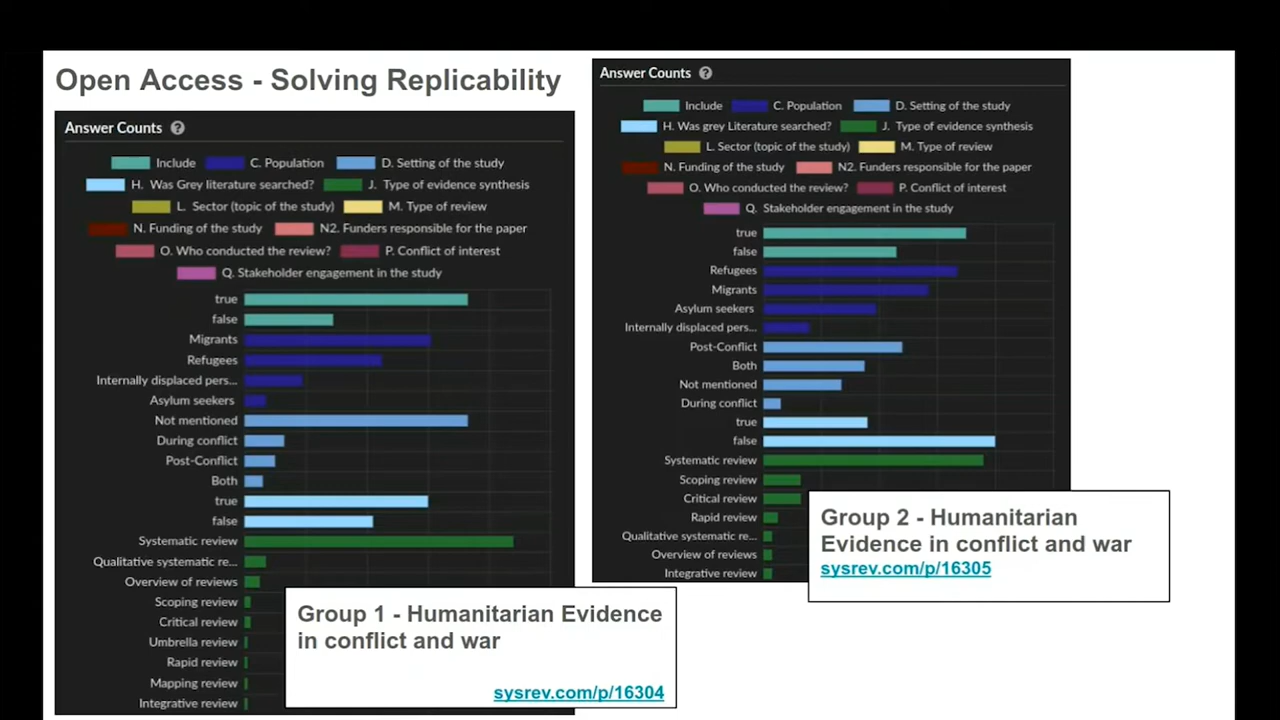 Open Access - Solving Replicability
Answer Counts ?
Include C. Population D. Setting of the study
H. Was Grey literature searched? J. Type of evidence synthesis
L. Sector (topic of the study) M. Type of review
N. Funding of the study N2. Funders responsible for the paper
O. Who conducted the review? P. Conflict of interest
Q. Stakeholder engagement in the study
true
false
Migrants
Refugees
Internally displaced pers...
Asylum seekers
Not mentioned
During conflict
Post-Conflict
Both
true
false
Systematic review
Qualitative systematic re...
Overview of reviews
Scoping review
Critical review
Umbrella review
Rapid review
Mapping review
Integrative review
Group 1 - Humanitarian Evidence
in conflict and war
sysrev.com/p/16304
Answer Counts ?
Include C. Population D. Setting of the study
H. Was grey Literature searched? J. Type of evidence synthesis
L. Sector (topic of the study) M. Type of review
N. Funding of the study N2. Funders responsible for the paper
O. Who conducted the review? P. Conflict of interest
Q. Stakeholder engagement in the study
true
false
Refugees
Migrants
Asylum seekers
Internally displaced pers...
Post-Conflict
Both
Not mentioned
During conflict
true
false
Systematic review
Scoping review
Critical review
Rapid review
Qualitative systematic re...
Overview of reviews
Integrative review
Group 2 - Humanitarian
Evidence in conflict and war
sysrev.com/p/16305